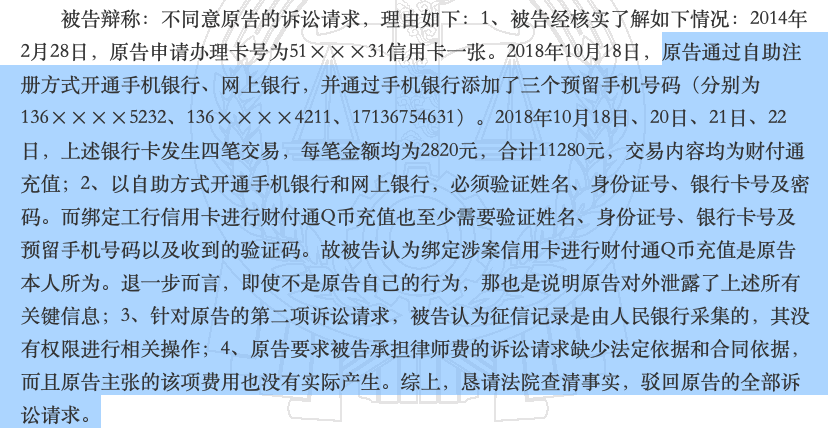 被告辩称：不同意原告的诉讼请求，理由如下：1、被告经核实了解如下情况：2014年
2月28日，原告申请办理卡号为51×××31信用卡一张。2018年10月18日，原告通过自助注
册方式开通手机银行、网上银行，并通过手机银行添加了三个预留手机号码（分别为
136××××5232、136××××4211、17136754631）。2018年10月18日、20日、21日、22
日，上述银行卡发生四笔交易，每笔金额均为2820元，合计11280元，交易内容均为财付通
充值；2、以自助方式开通手机银行和网上银行，必须验证姓名、身份证号、银行卡号及密
码。而绑定工行信用卡进行财付通Q币充值也至少需要验证姓名、身份证号、银行卡号及
预留手机号码以及收到的验证码。故被告认为绑定涉案信用卡进行财付通Q币充值是原告
本人所为。退一步而言，即使不是原告自己的行为，那也是说明原告对外泄露了上述所有
关键信息；3、针对原告的第二项诉讼请求，被告认为征信记录是由人民银行采集的，其没
有权限进行相关操作；4、原告要求被告承担律师费的诉讼请求缺少法定依据和合同依据，
而且原告主张的该项费用也没有实际产生。综上，恳请法院查清事实，驳回原告的全部诉
讼请求。